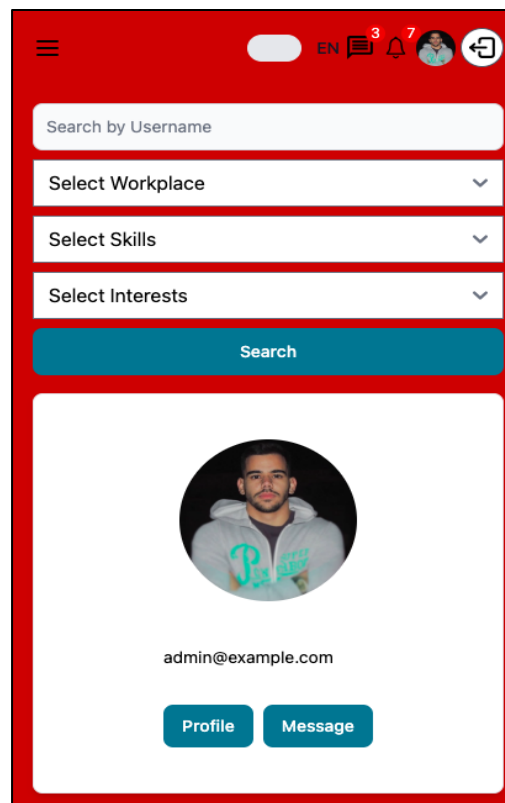 EN 3 7
Search by Username
Select Workplace
Select Skills
Select Interests
Search
P
admin@example.com
Profile Message